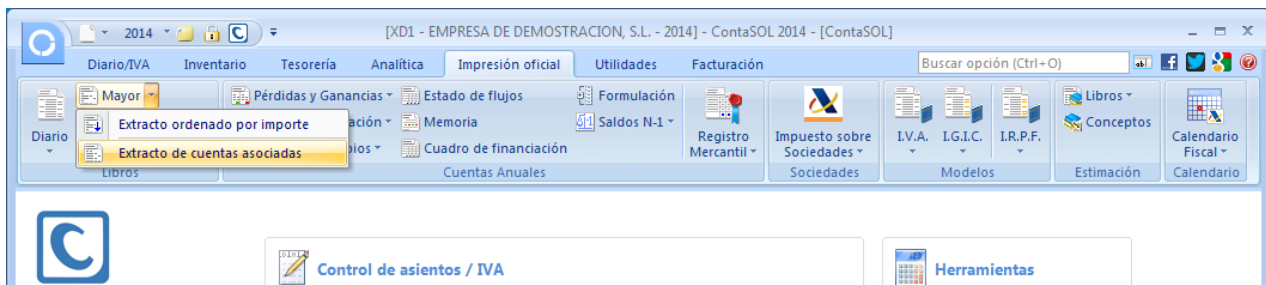 2014
[XD1 - EMPRESA DE DEMOSTRACION, S.L. - 2014] - ContaSOL 2014 - [ContaSOL]
Diario/IVA Inventario Tesorería Analítica Impresión oficial Utilidades Facturación Buscar opción (Ctrl+O)
Mayor Pérdidas y Ganancias Estado de flujos Formulación Libros
Extracto ordenado por importe ación Memoria Saldos N-1 Conceptos
Diario Registro Mercantil Impuesto sobre Sociedades I.V.A. I.G.I.C. I.R.P.F. Calendario Fiscal
Extracto de cuentas asociadas bios Cuadro de financiación
Libros Cuentas Anuales Sociedades Modelos Estimación Calendario
C
Control de asientos / IVA Herramientas